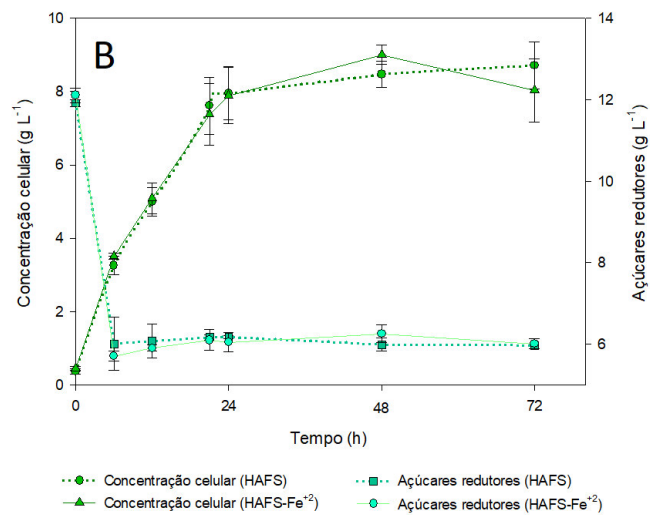 B
10
8
6
4
2
0
Concentração celular (g L⁻¹)
14
12
10
8
6
Açúcares redutores (g L⁻¹)
0
24
48
72
Tempo (h)
Concentração celular (HAFS)
Concentração celular (HAFS-Fe⁺²)
Açúcares redutores (HAFS)
Açúcares redutores (HAFS-Fe⁺²)